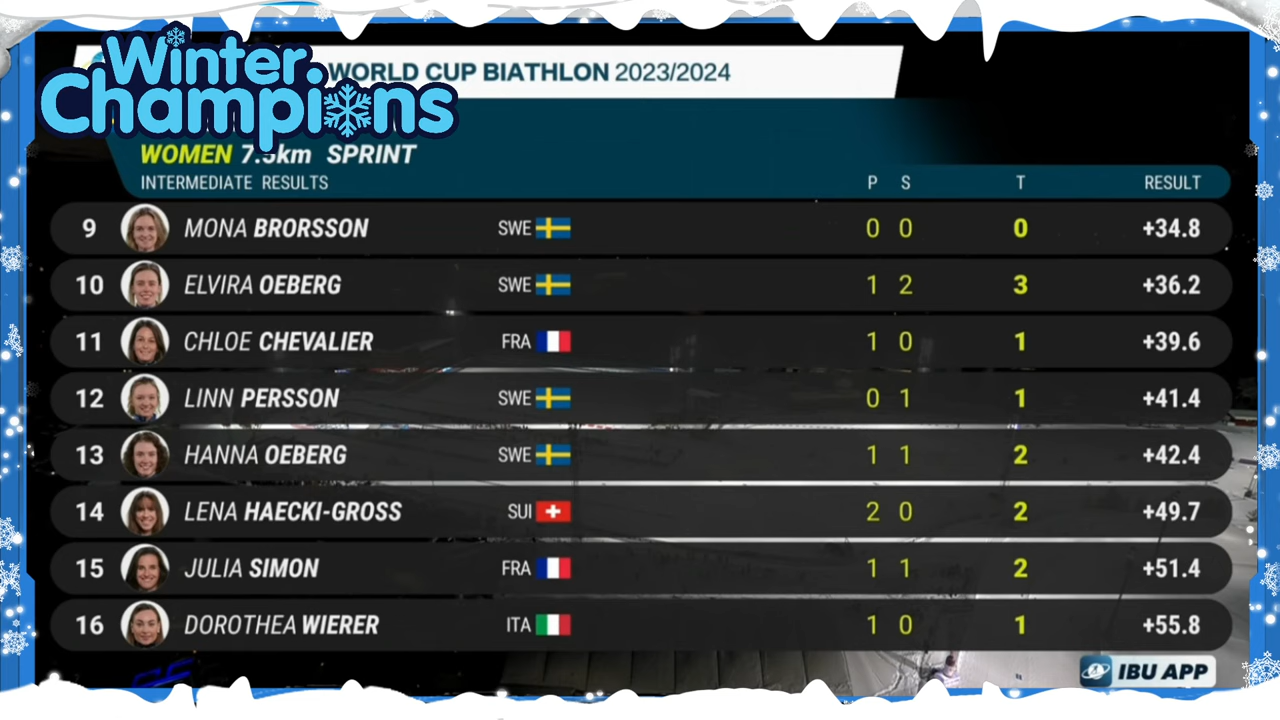 Winter
Champions
WORLD CUP BIATHLON 2023/2024
WOMEN 7.5km SPRINT
INTERMEDIATE RESULTS P S T RESULT
9 MONA BRORSSON SWE 0 0 0 +34.8
10 ELVIRA OEBERG SWE 1 2 3 +36.2
11 CHLOE CHEVALIER FRA 1 0 1 +39.6
12 LINN PERSSON SWE 0 1 1 +41.4
13 HANNA OEBERG SWE 1 1 2 +42.4
14 LENA HAECKI-GROSS SUI 2 0 2 +49.7
15 JULIA SIMON FRA 1 1 2 +51.4
16 DOROTHEA WIERER ITA 1 0 1 +55.8
IBU APP